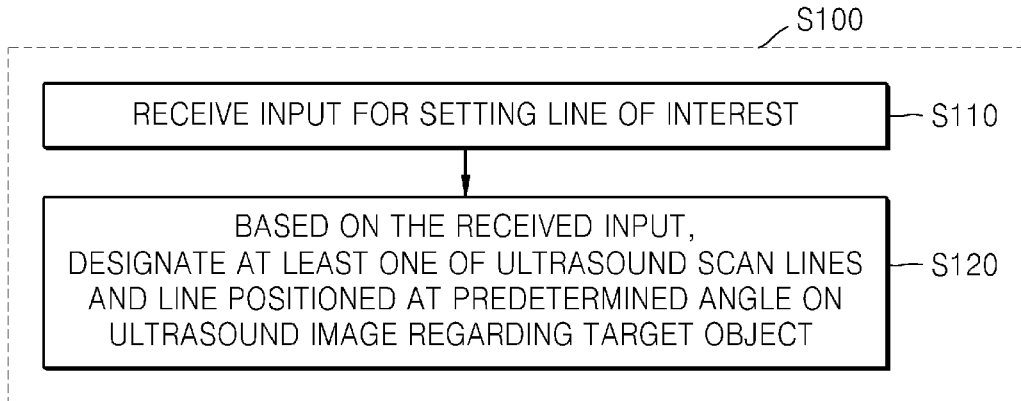 S100
RECEIVE INPUT FOR SETTING LINE OF INTEREST
S110
BASED ON THE RECEIVED INPUT,
DESIGNATE AT LEAST ONE OF ULTRASOUND SCAN LINES
AND LINE POSITIONED AT PREDETERMINED ANGLE ON
ULTRASOUND IMAGE REGARDING TARGET OBJECT
S120